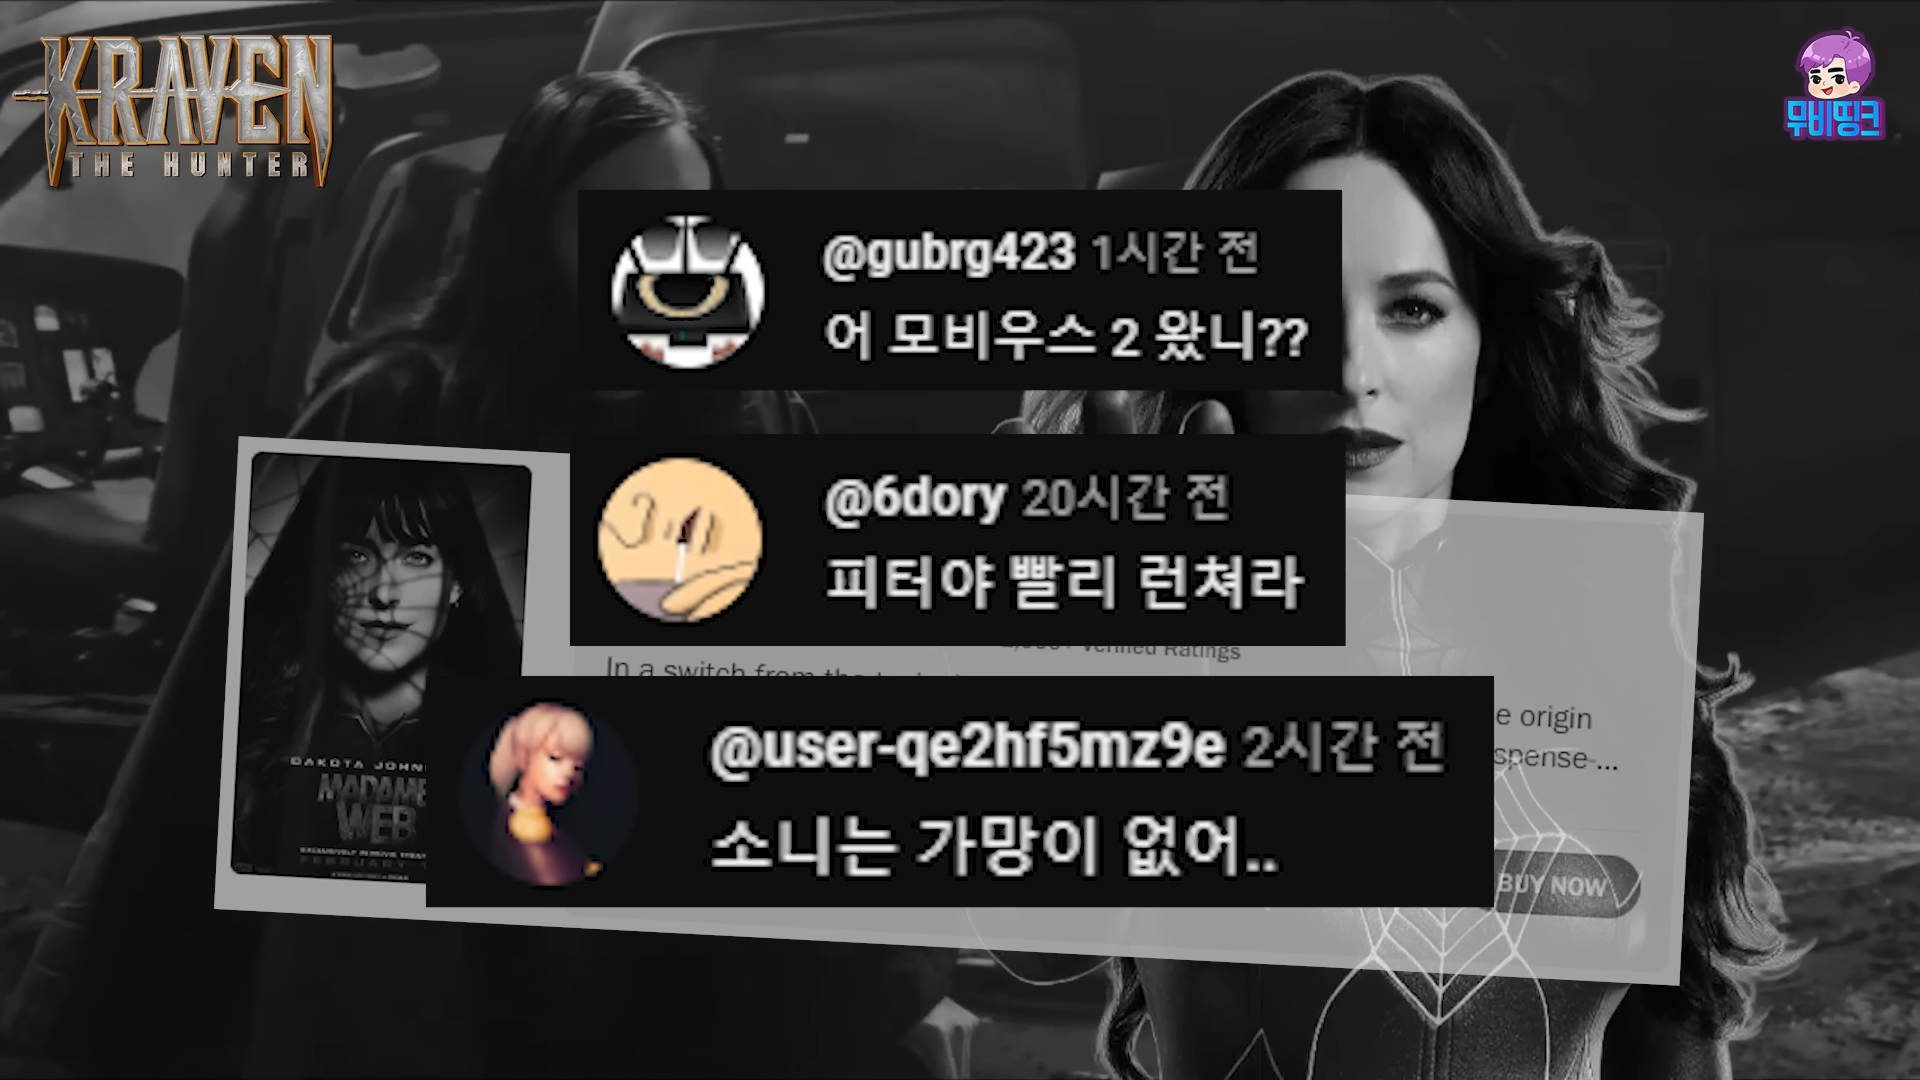 KRAVEN
THE HUNTER
무비띵크
@gubrg423 1시간 전
어 모비우스 2 왔니??
@6dory 20시간 전
피터야 빨리 런쳐라
Verified Ratings
In a switch from the
@user-qe2hf5mz9e 2시간 전
소니는 가망이 없어..
e origin
spense-...
DAKOTA JOHN
MADAME
WEB
FEBRUARY
BUY NOW